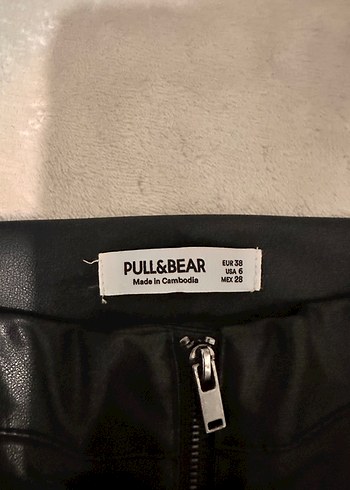 PULL&BEAR
Made in Cambodia
EUR 38
USA 6
MEX 28